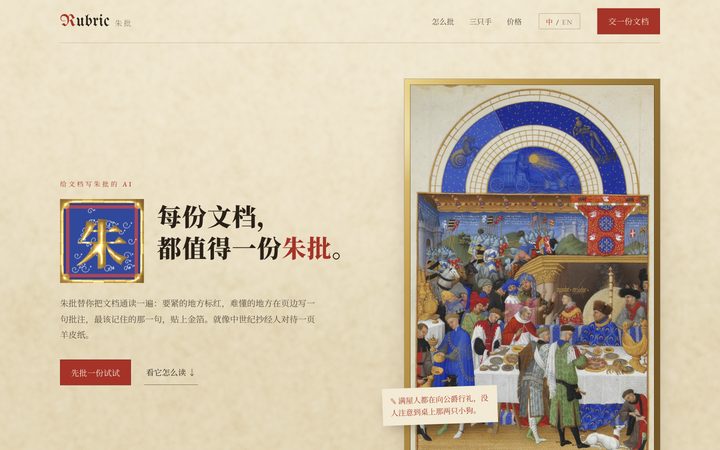 Rubric 朱批
怎么批 三只手 价格 中 / EN 交一份文档
给文档写朱批的 AI
朱
每份文档，
都值得一份朱批。
朱批替你把文档通读一遍：要紧的地方标红，难懂的地方在页边写一
句批注，最该记住的那一句，贴上金箔。就像中世纪抄经人对待一页
羊皮纸。
先批一份试试 看它怎么读 ↓
✎ 满屋人都在向公爵行礼，没
人注意到桌上那两只小狗。